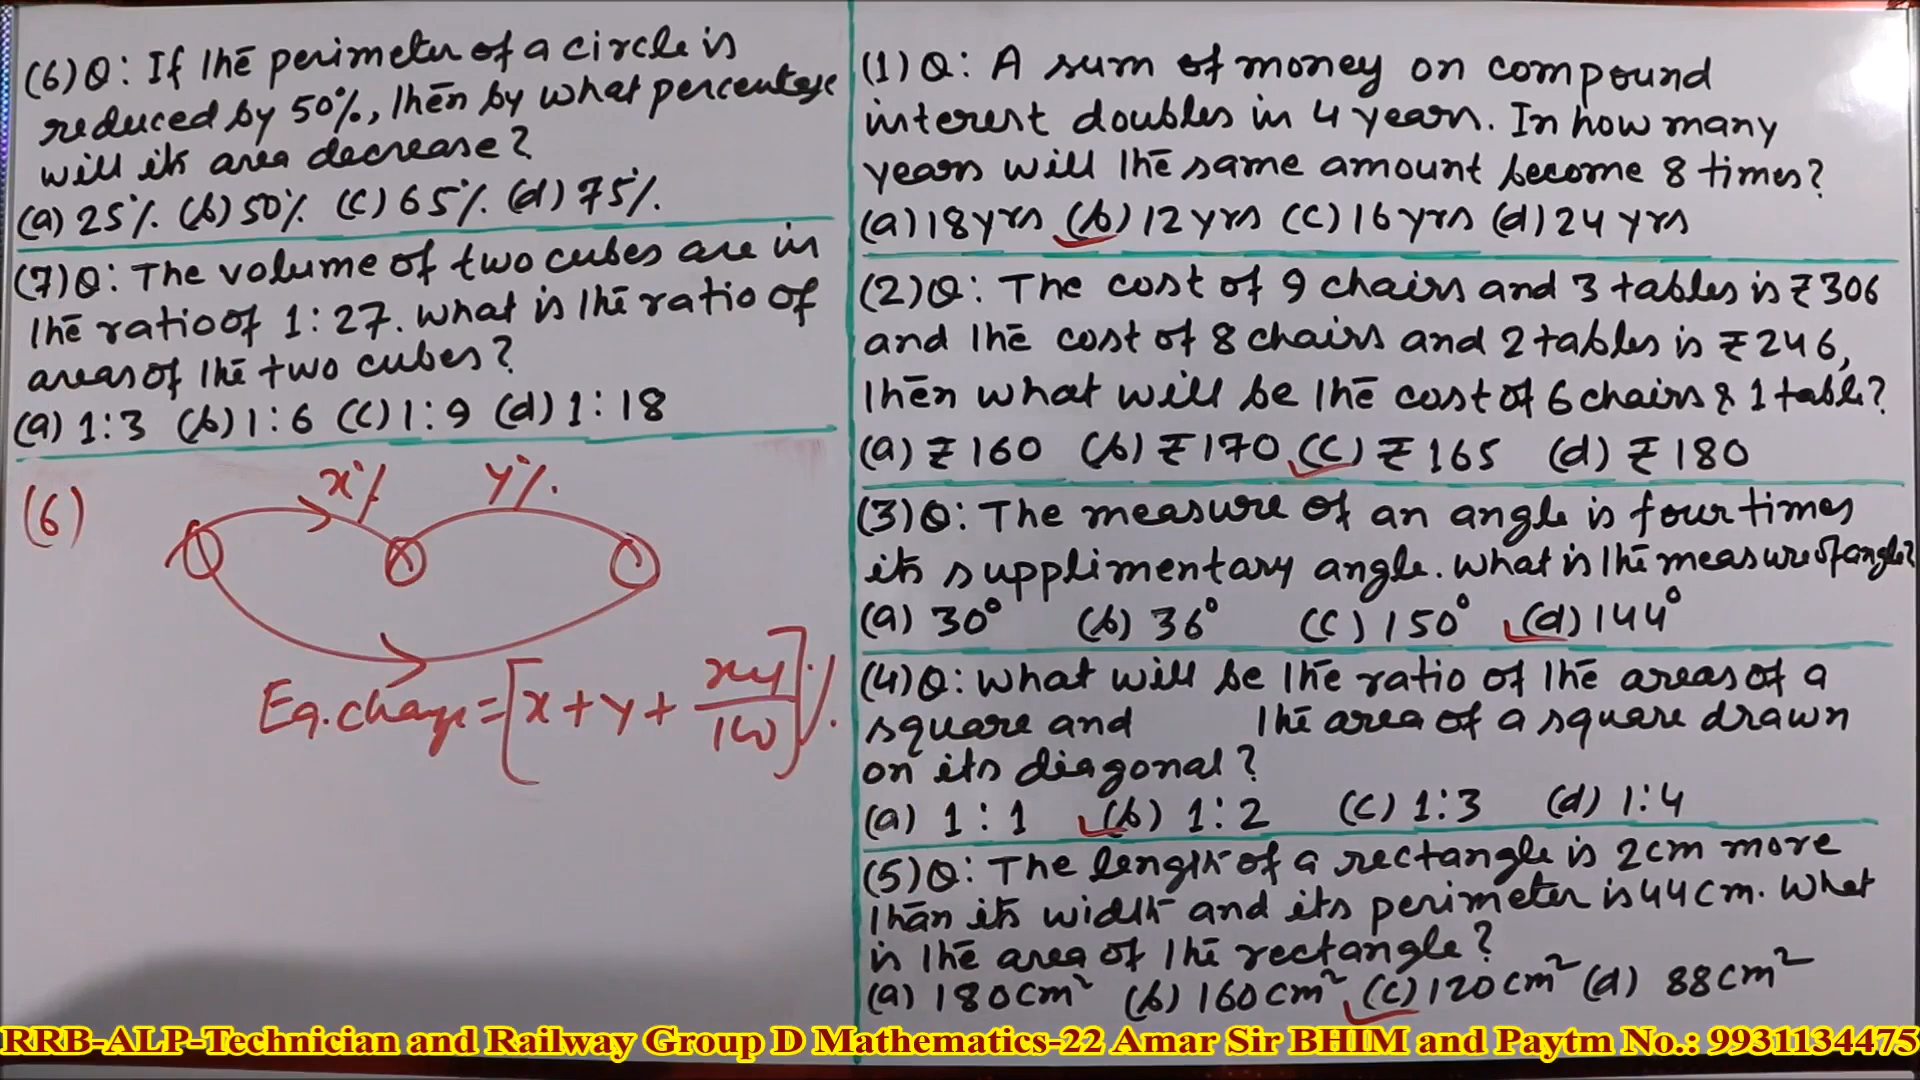 (6)Q: If the perimeter of a circle is
reduced by 50%, then by what percentage
will its area decrease?
(a) 25% (b) 50% (c) 65% (d) 75%.
(7)Q: The volume of two cubes are in
the ratio of 1:27. what is the ratio of
areas of the two cubes?
(a) 1:3 (b) 1:6 (c) 1:9 (d) 1:18
(6)
x% y%.
Eq. change = [x+y+ xy/100]%.
(1)Q: A sum of money on compound
interest doubles in 4 years. In how many
years will the same amount become 8 times?
(a) 18 yrs (b) 12 yrs (c) 16 yrs (d) 24 yrs
(2)Q: The cost of 9 chairs and 3 tables is ₹306
and the cost of 8 chairs and 2 tables is ₹246,
then what will be the cost of 6 chairs & 1 table?
(a) ₹160 (b) ₹170 (c) ₹165 (d) ₹180
(3)Q: The measure of an angle is four times
its supplimentary angle. what is the measure of angle?
(a) 30° (b) 36° (c) 150° (d) 144°
(4)Q: what will be the ratio of the areas of a
square and the area of a square drawn
on its diagonal?
(a) 1:1 (b) 1:2 (c) 1:3 (d) 1:4
(5)Q: The length of a rectangle is 2cm more
than its width and its perimeter is 44cm. What
is the area of the rectangle?
(a) 180cm² (b) 160cm² (c) 120cm² (d) 88cm²
RRB-ALP-Technician and Railway Group D Mathematics-22 Amar Sir BHIM and Paytm No.: 9931134475